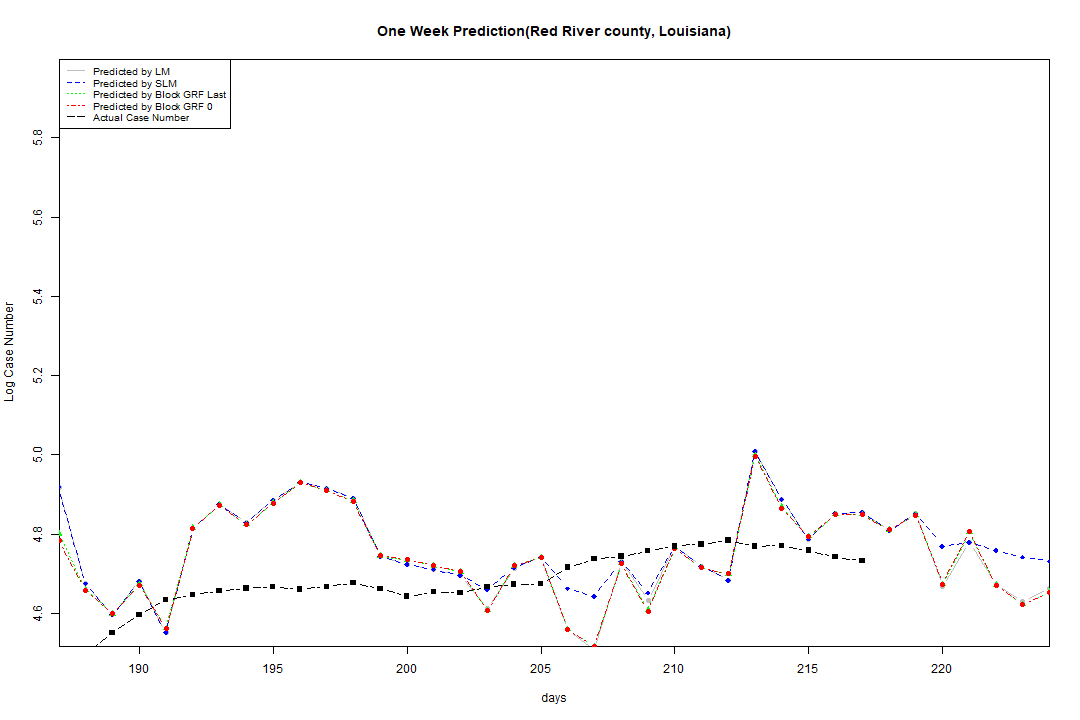 One Week Prediction(Red River county, Louisiana)
Predicted by LM
Predicted by SLM
Predicted by Block GRF Last
Predicted by Block GRF 0
Actual Case Number
5.8
5.6
5.4
5.2
5.0
4.8
4.6
Log Case Number
190 195 200 205 210 215 220
days